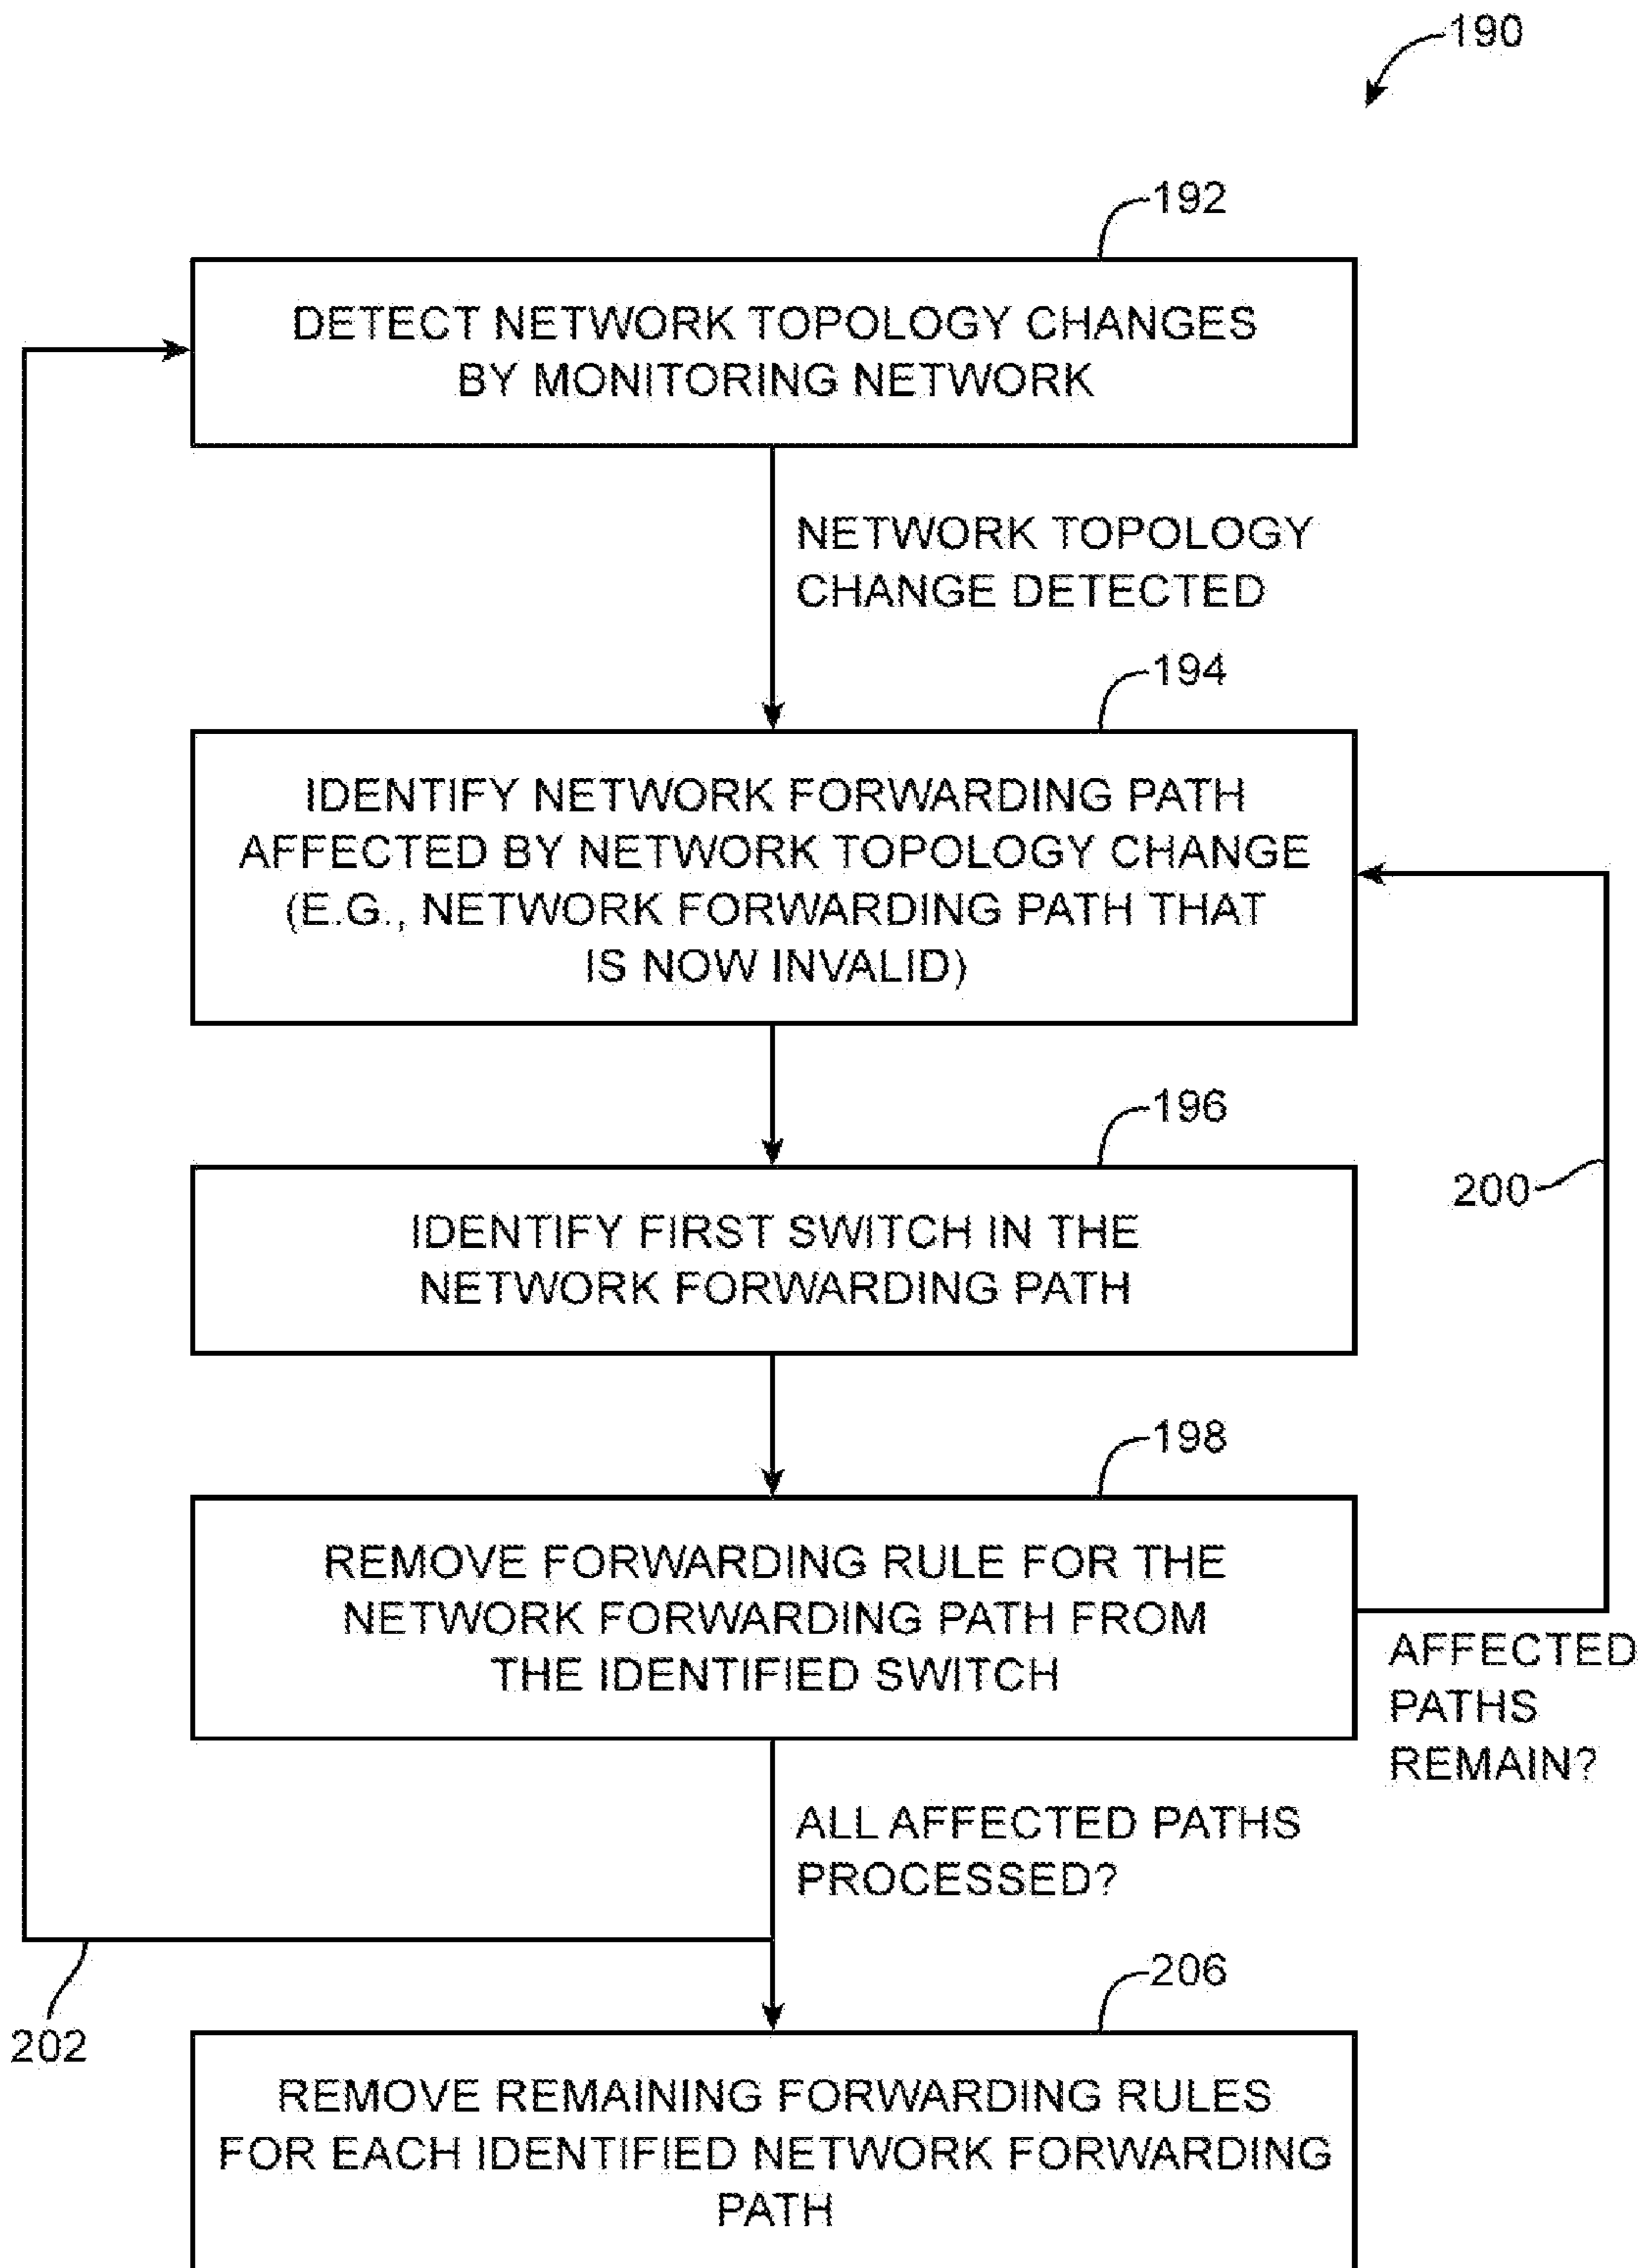 190
192
DETECT NETWORK TOPOLOGY CHANGES
BY MONITORING NETWORK
NETWORK TOPOLOGY
CHANGE DETECTED
194
IDENTIFY NETWORK FORWARDING PATH
AFFECTED BY NETWORK TOPOLOGY CHANGE
(E.G., NETWORK FORWARDING PATH THAT
IS NOW INVALID)
196
200
IDENTIFY FIRST SWITCH IN THE
NETWORK FORWARDING PATH
198
REMOVE FORWARDING RULE FOR THE
NETWORK FORWARDING PATH FROM
THE IDENTIFIED SWITCH
AFFECTED
PATHS
REMAIN?
ALL AFFECTED PATHS
PROCESSED?
202
206
REMOVE REMAINING FORWARDING RULES
FOR EACH IDENTIFIED NETWORK FORWARDING
PATH